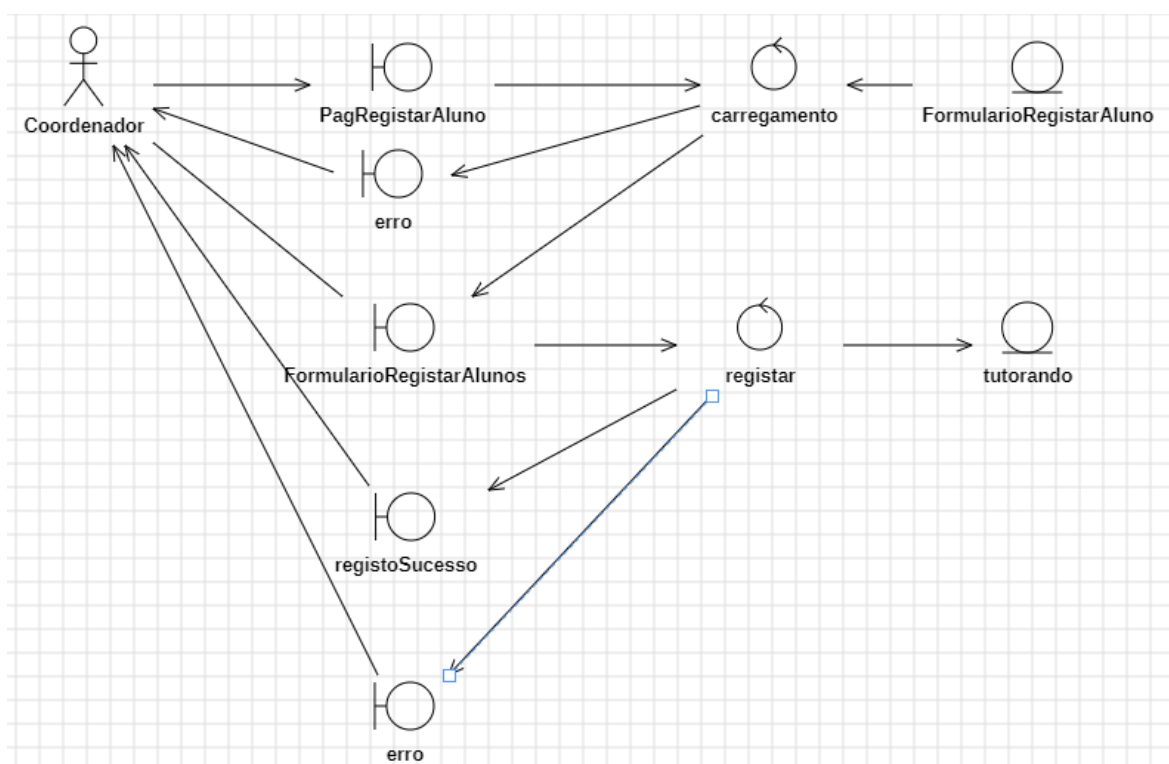 Coordenador
PagRegistarAluno
carregamento
FormularioRegistarAluno
erro
FormularioRegistarAlunos
registar
tutorando
registoSucesso
erro